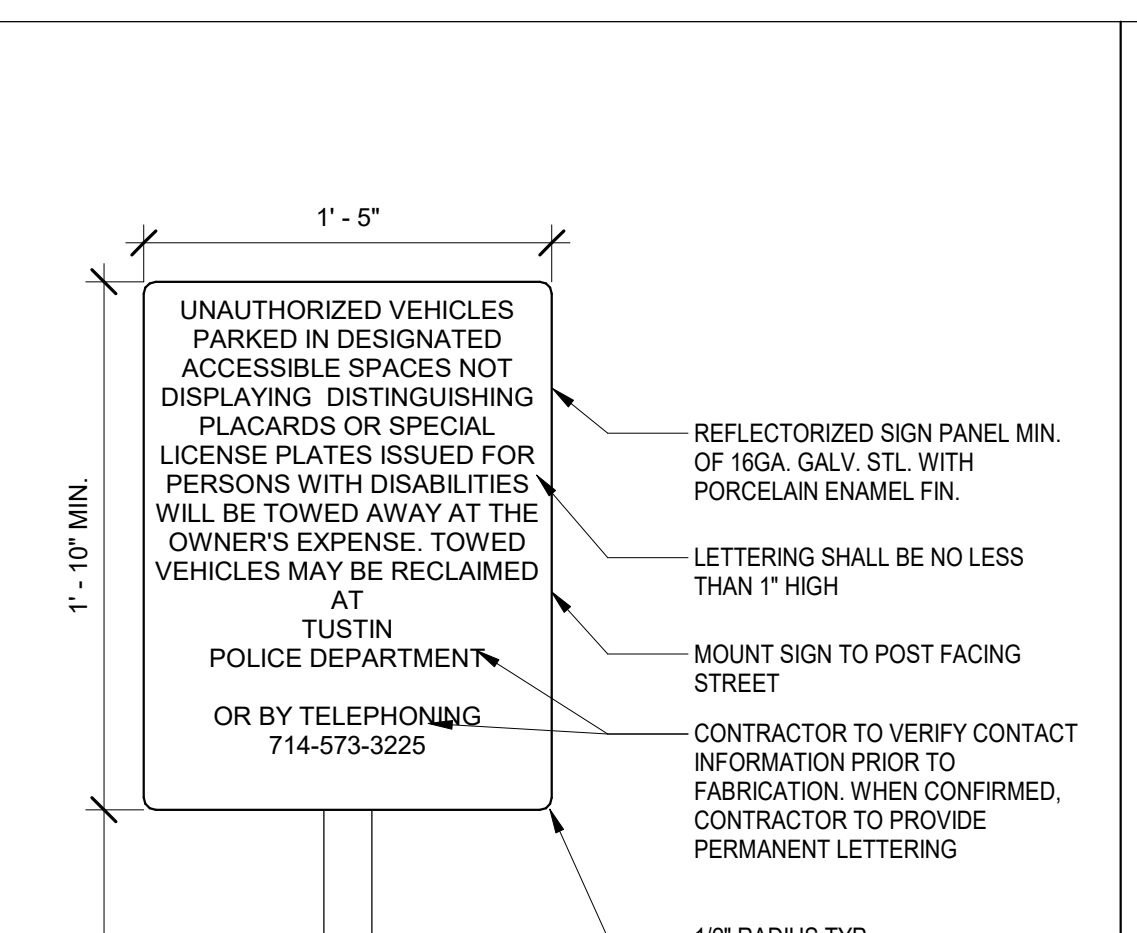 1' - 5"
1' - 10" MIN.
UNAUTHORIZED VEHICLES
PARKED IN DESIGNATED
ACCESSIBLE SPACES NOT
DISPLAYING DISTINGUISHING
PLACARDS OR SPECIAL
LICENSE PLATES ISSUED FOR
PERSONS WITH DISABILITIES
WILL BE TOWED AWAY AT THE
OWNER'S EXPENSE. TOWED
VEHICLES MAY BE RECLAIMED
AT
TUSTIN
POLICE DEPARTMENT
OR BY TELEPHONING
714-573-3225
REFLECTORIZED SIGN PANEL MIN.
OF 16GA. GALV. STL. WITH
PORCELAIN ENAMEL FIN.
LETTERING SHALL BE NO LESS
THAN 1" HIGH
MOUNT SIGN TO POST FACING
STREET
CONTRACTOR TO VERIFY CONTACT
INFORMATION PRIOR TO
FABRICATION. WHEN CONFIRMED,
CONTRACTOR TO PROVIDE
PERMANENT LETTERING
RADIUS TYP